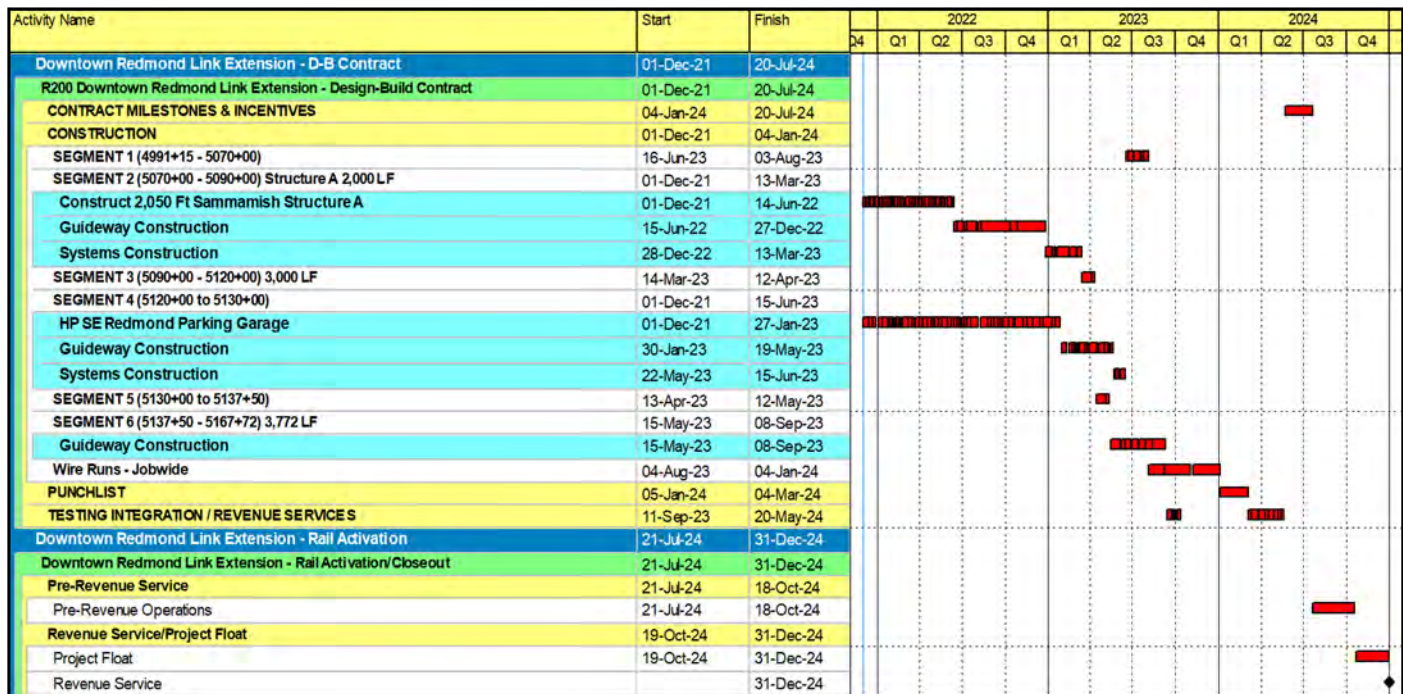 Activity Name Start Finish 2022 2023 2024
Q4 Q1 Q2 Q3 Q4 Q1 Q2 Q3 Q4 Q1 Q2 Q3 Q4
Downtown Redmond Link Extension - D-B Contract 01-Dec-21 20-Jul-24
R200 Downtown Redmond Link Extension - Design-Build Contract 01-Dec-21 20-Jul-24
CONTRACT MILESTONES & INCENTIVES 04-Jan-24 20-Jul-24
CONSTRUCTION 01-Dec-21 04-Jan-24
SEGMENT 1 (4991+15 - 5070+00) 16-Jun-23 03-Aug-23
SEGMENT 2 (5070+00 - 5090+00) Structure A 2,000 LF 01-Dec-21 13-Mar-23
Construct 2,050 Ft Sammamish Structure A 01-Dec-21 14-Jun-22
Guideway Construction 15-Jun-22 27-Dec-22
Systems Construction 28-Dec-22 13-Mar-23
SEGMENT 3 (5090+00 - 5120+00) 3,000 LF 14-Mar-23 12-Apr-23
SEGMENT 4 (5120+00 to 5130+00) 01-Dec-21 15-Jun-23
HP SE Redmond Parking Garage 01-Dec-21 27-Jan-23
Guideway Construction 30-Jan-23 19-May-23
Systems Construction 22-May-23 15-Jun-23
SEGMENT 5 (5130+00 to 5137+50) 13-Apr-23 12-May-23
SEGMENT 6 (5137+50 - 5167+72) 3,772 LF 15-May-23 08-Sep-23
Guideway Construction 15-May-23 08-Sep-23
Wire Runs - Jobwide 04-Aug-23 04-Jan-24
PUNCHLIST 05-Jan-24 04-Mar-24
TESTING INTEGRATION / REVENUE SERVICES 11-Sep-23 20-May-24
Downtown Redmond Link Extension - Rail Activation 21-Jul-24 31-Dec-24
Downtown Redmond Link Extension - Rail Activation/Closeout 21-Jul-24 31-Dec-24
Pre-Revenue Service 21-Jul-24 18-Oct-24
Pre-Revenue Operations 21-Jul-24 18-Oct-24
Revenue Service/Project Float 19-Oct-24 31-Dec-24
Project Float 19-Oct-24 31-Dec-24
Revenue Service 31-Dec-24